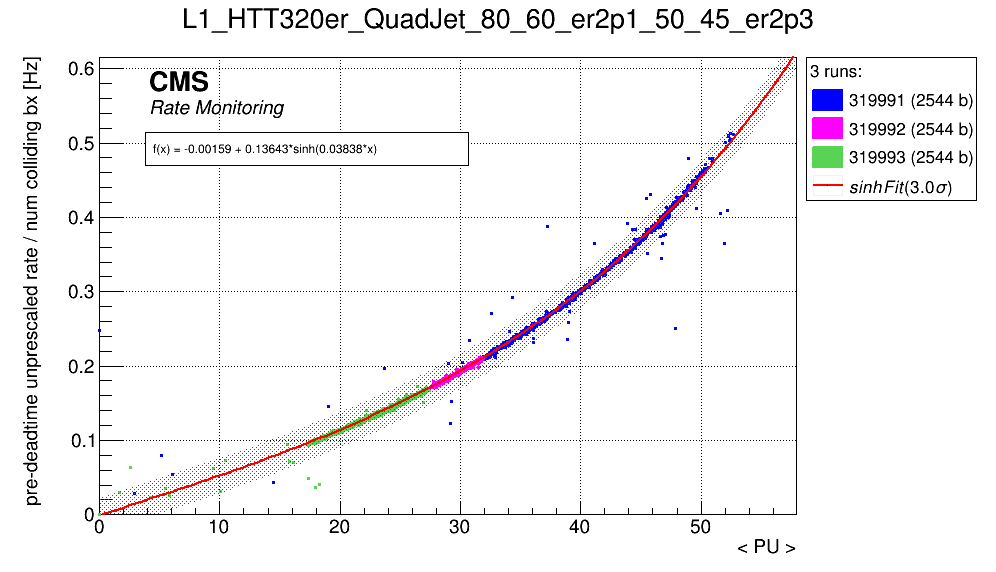 L1_HTT320er_QuadJet_80_60_er2p1_50_45_er2p3
pre-deadtime unprescaled rate / num colliding bx [Hz]
CMS
Rate Monitoring
f(x) = -0.00159 + 0.13643*sinh(0.03838*x)
3 runs:
319991 (2544 b)
319992 (2544 b)
319993 (2544 b)
sinhFit(3.0σ)
0.6
0.5
0.4
0.3
0.2
0.1
0
0 10 20 30 40 50
< PU >